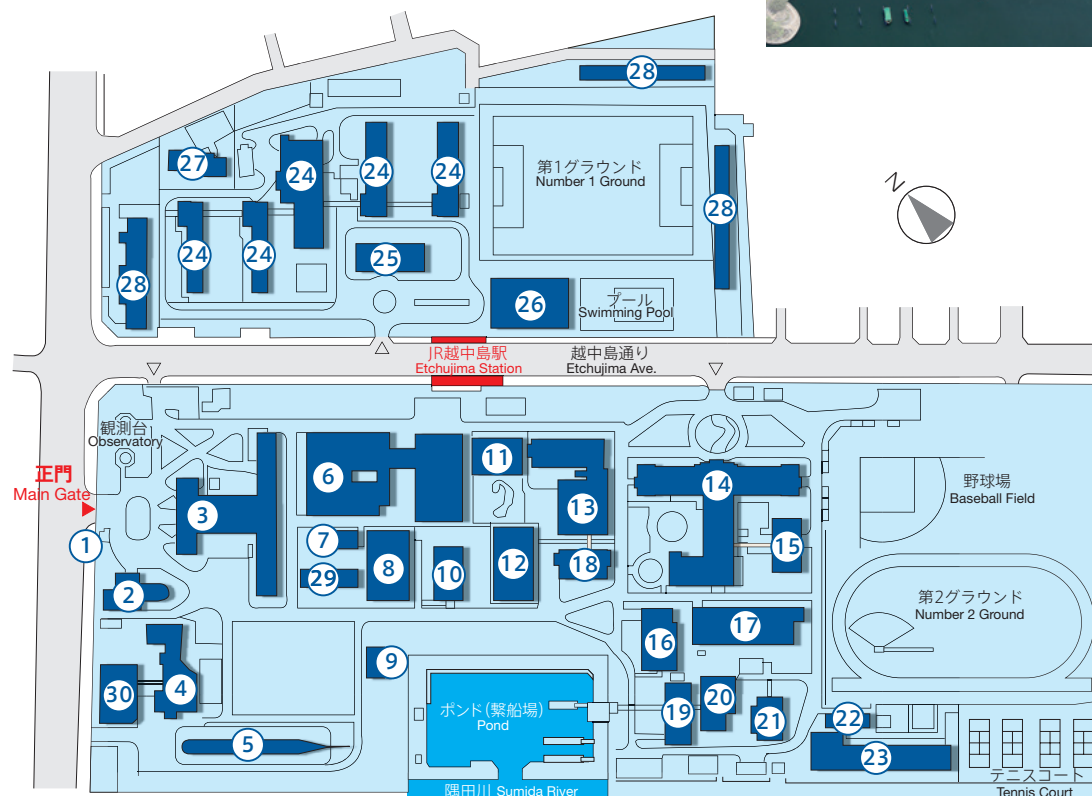 28
27
24
24
24
第1グラウンド
Number 1 Ground
28
N
24
24
25
28
26
プール
Swimming Pool
JR越中島駅
Etchujima Station
越中島通り
Etchujima Ave.
観測台
Observatory
正門
Main Gate
1
2
3
6
11
13
14
野球場
Baseball Field
7
8
10
12
18
15
29
第2グラウンド
Number 2 Ground
16
17
30
4
9
5
ポンド(繋船場)
Pond
19
20
21
22
23
隅田川 Sumida River
テニスコート
Tennis Court